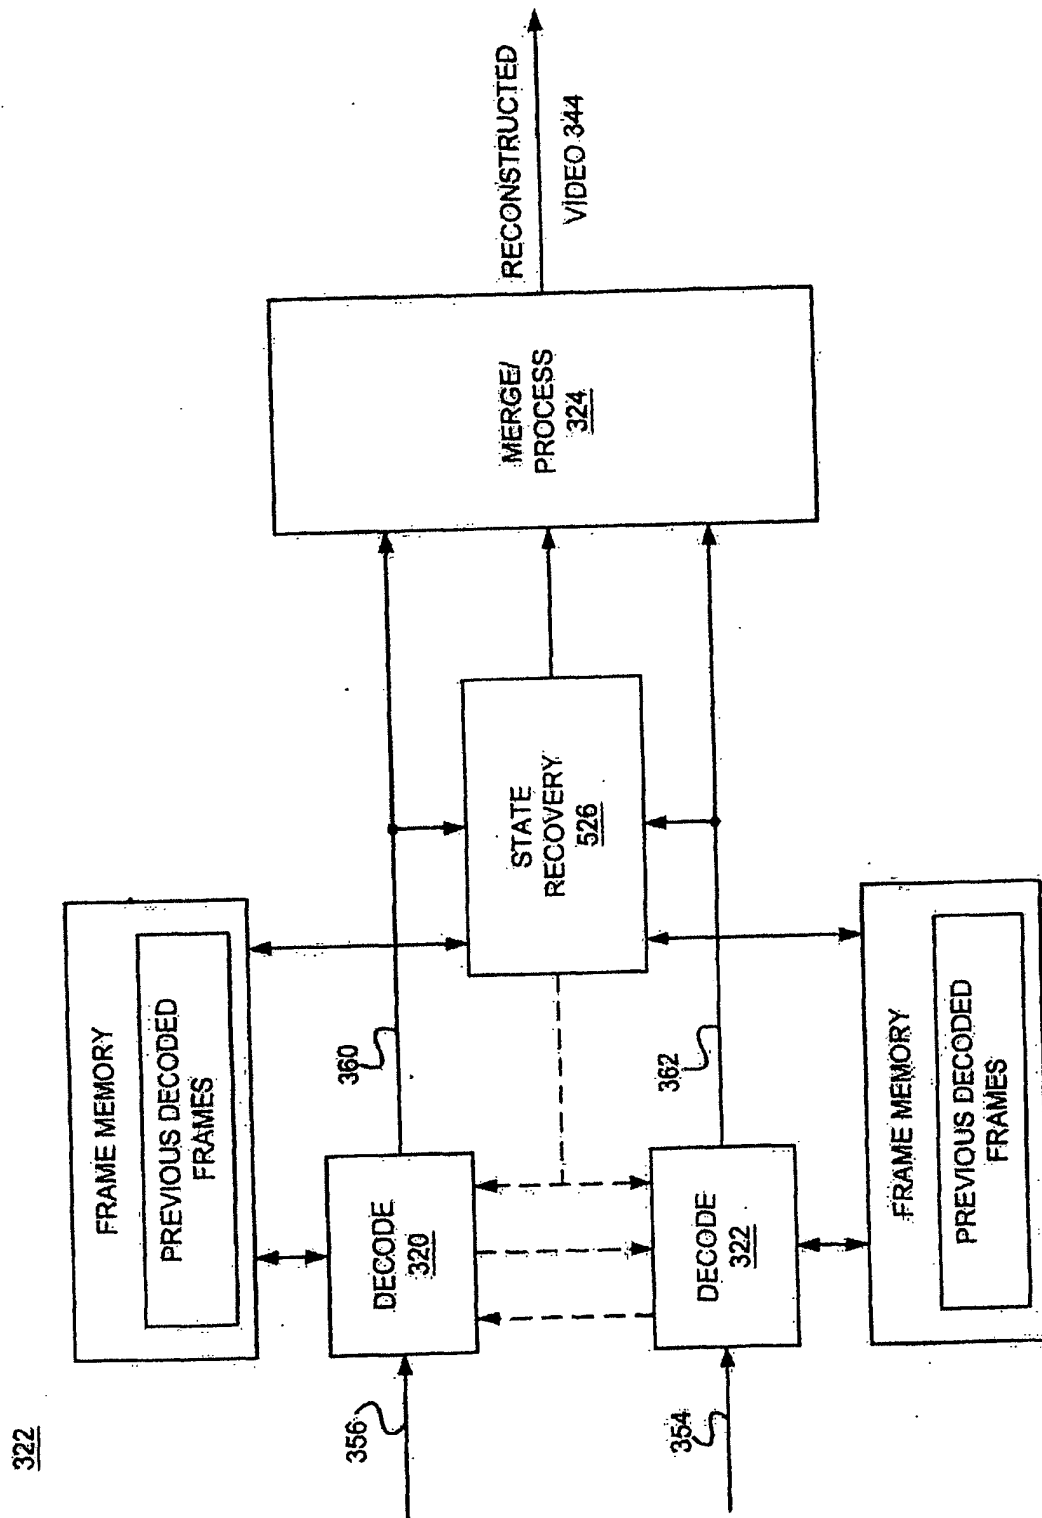 322
FRAME MEMORY
PREVIOUS DECODED
FRAMES
356
DECODE
320
360
STATE
RECOVERY
526
MERGE/
PROCESS
324
RECONSTRUCTED
VIDEO 344
354
DECODE
322
362
FRAME MEMORY
PREVIOUS DECODED
FRAMES